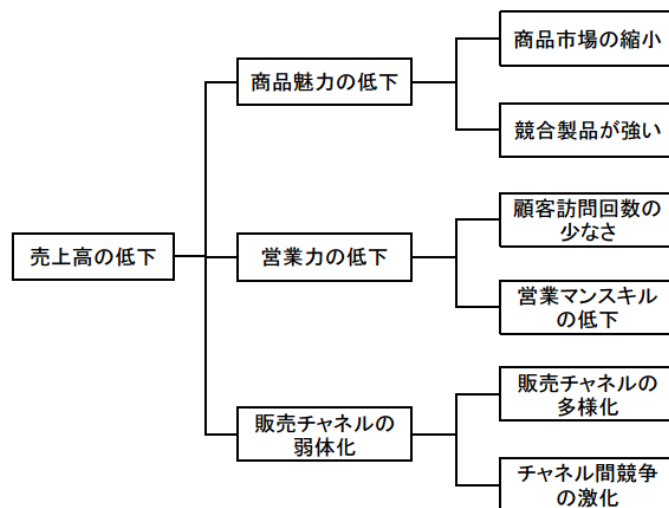 商品市場の縮小
商品魅力の低下
競合製品が強い
顧客訪問回数の
少なさ
売上高の低下
営業力の低下
営業マンスキル
の低下
販売チャネルの
多様化
販売チャネルの
弱体化
チャネル間競争
の激化